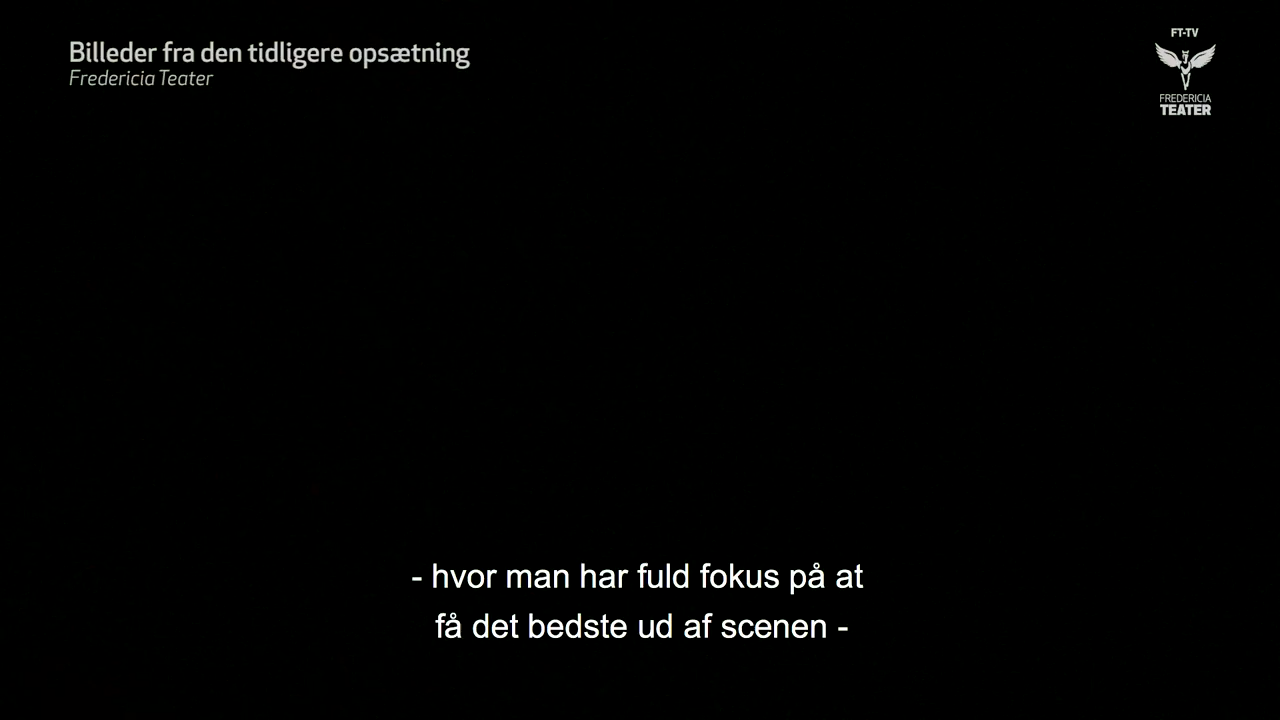 Billeder fra den tidligere opsætning
Fredericia Teater
FT-TV
FREDERICIA
TEATER
- hvor man har fuld fokus på at
få det bedste ud af scenen -